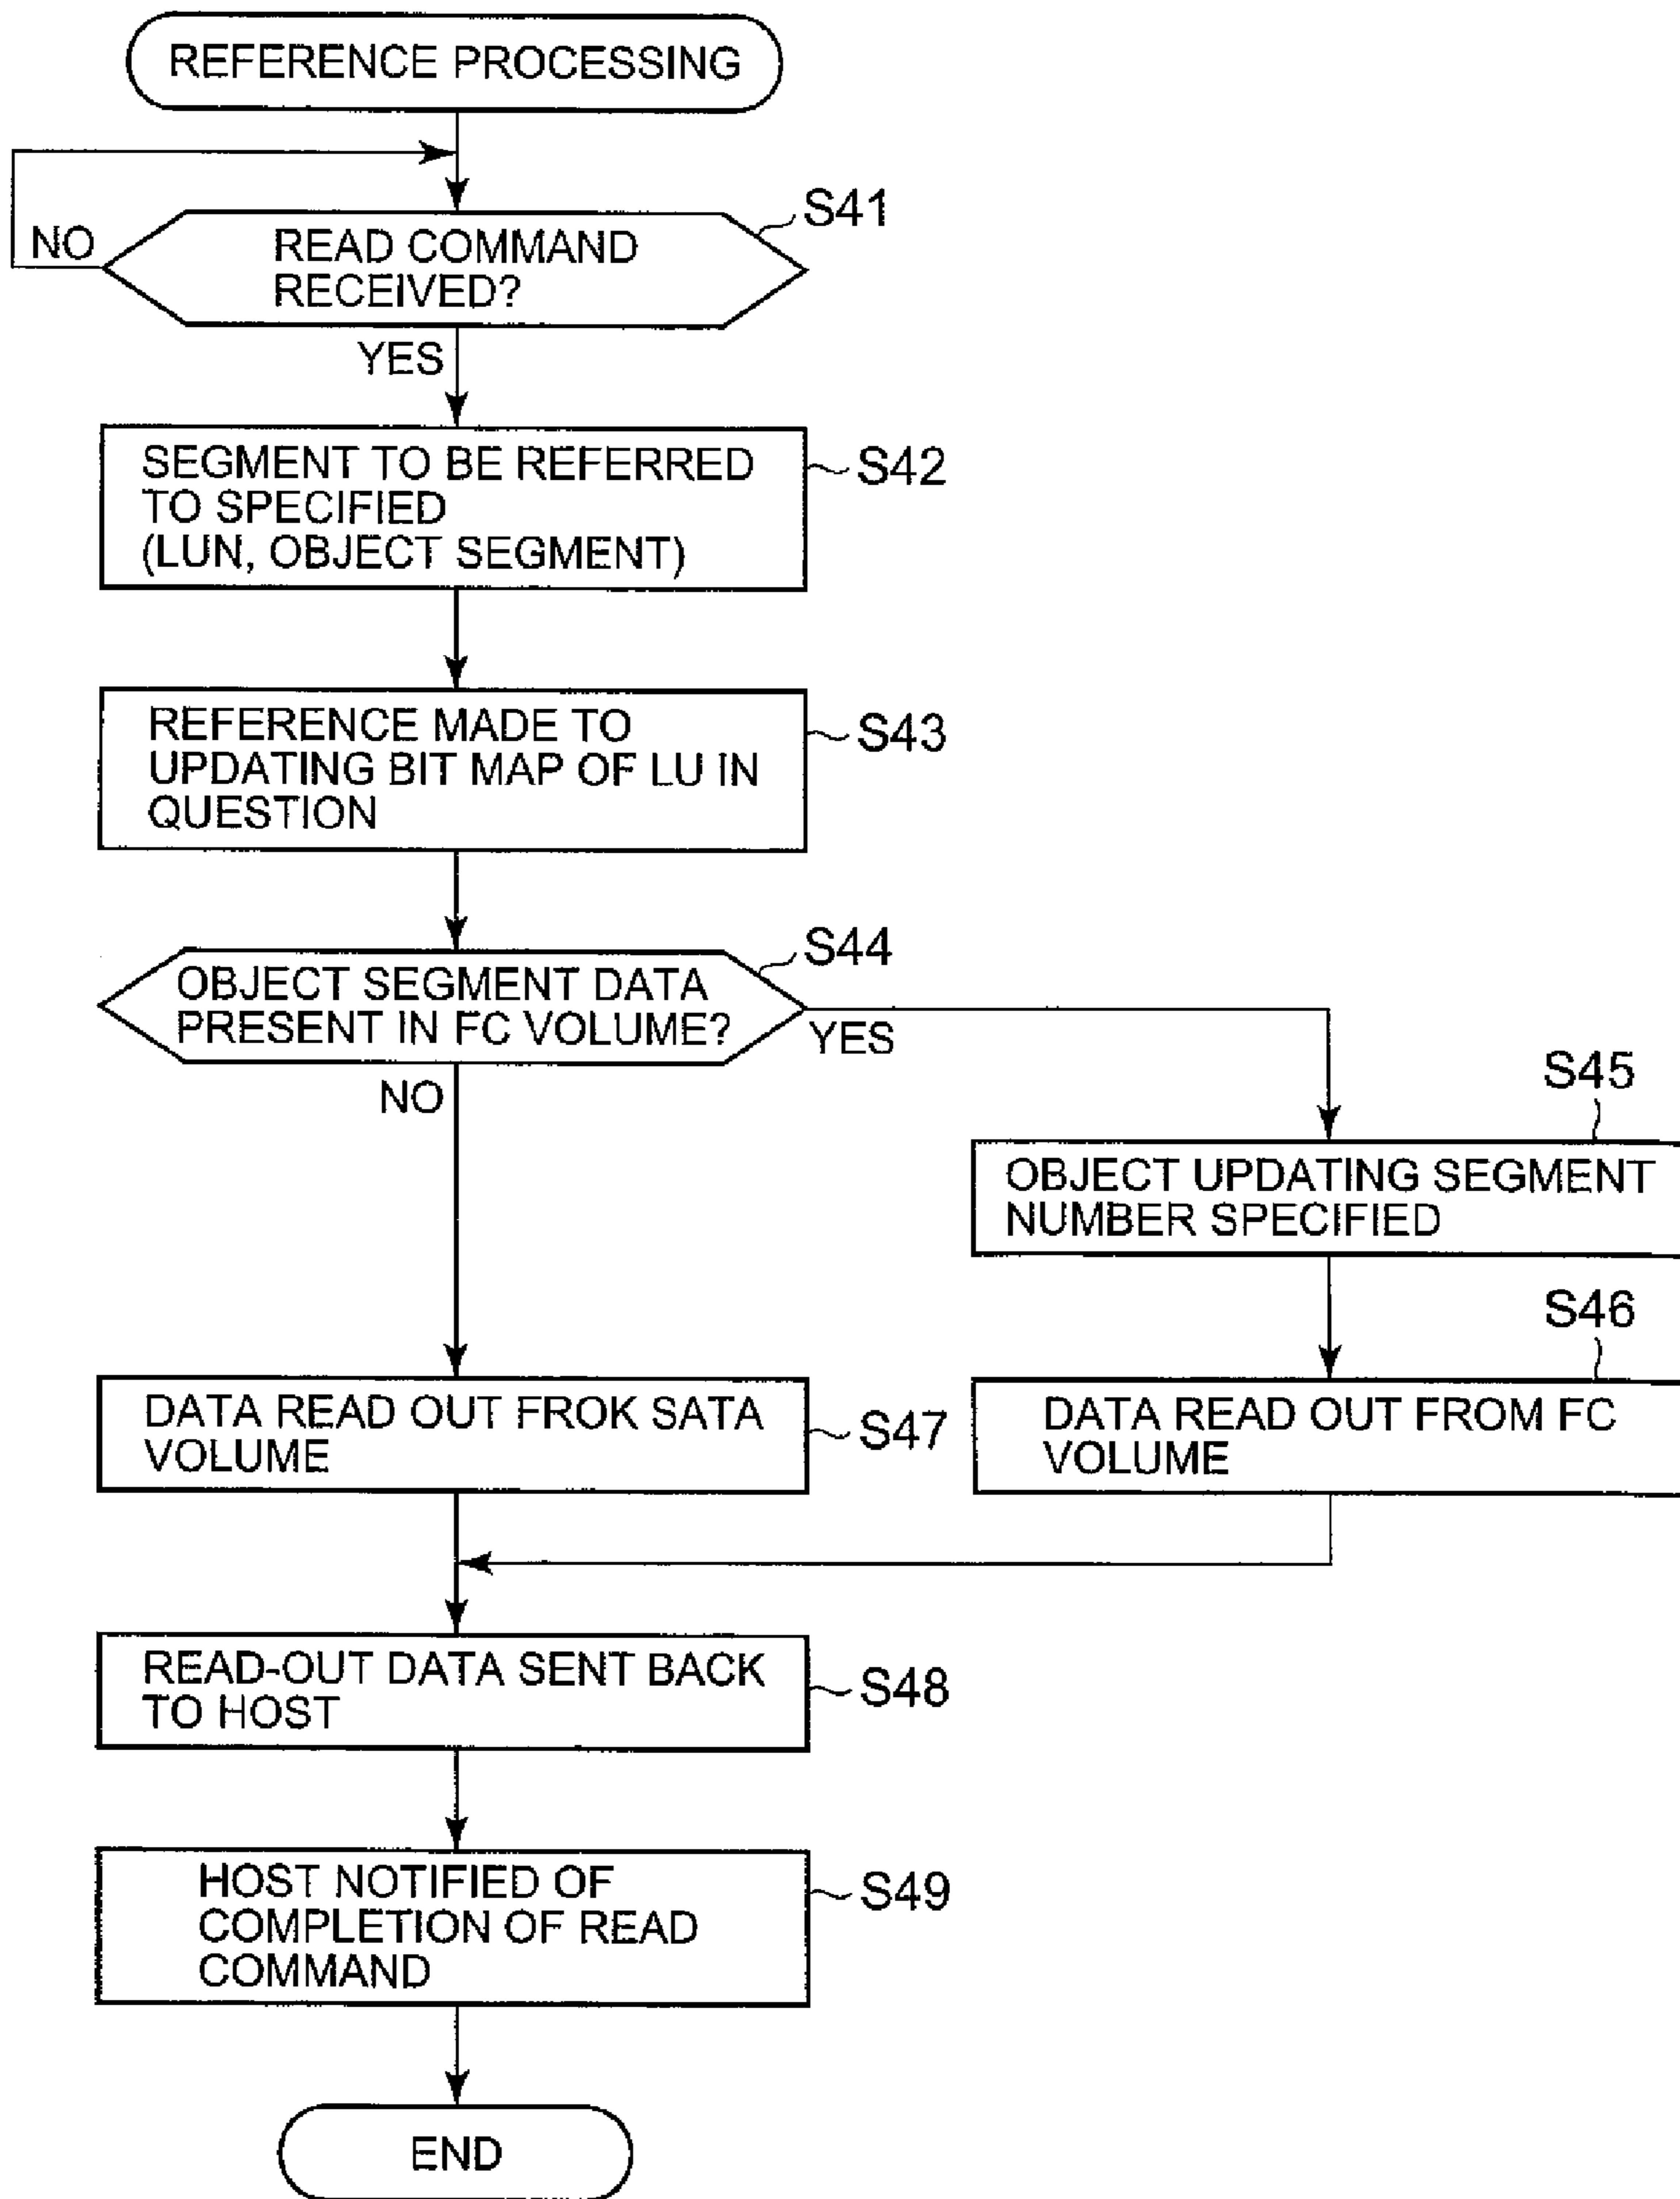 REFERENCE PROCESSING
S41
NO
READ COMMAND
RECEIVED?
YES
SEGMENT TO BE REFERRED
TO SPECIFIED
(LUN, OBJECT SEGMENT)
S42
REFERENCE MADE TO
UPDATING BIT MAP OF LU IN
QUESTION
S43
S44
OBJECT SEGMENT DATA
PRESENT IN FC VOLUME?
YES
NO
S45
OBJECT UPDATING SEGMENT
NUMBER SPECIFIED
S46
DATA READ OUT FROK SATA
VOLUME
S47
DATA READ OUT FROM FC
VOLUME
READ-OUT DATA SENT BACK
TO HOST
S48
HOST NOTIFIED OF
COMPLETION OF READ
COMMAND
S49
END